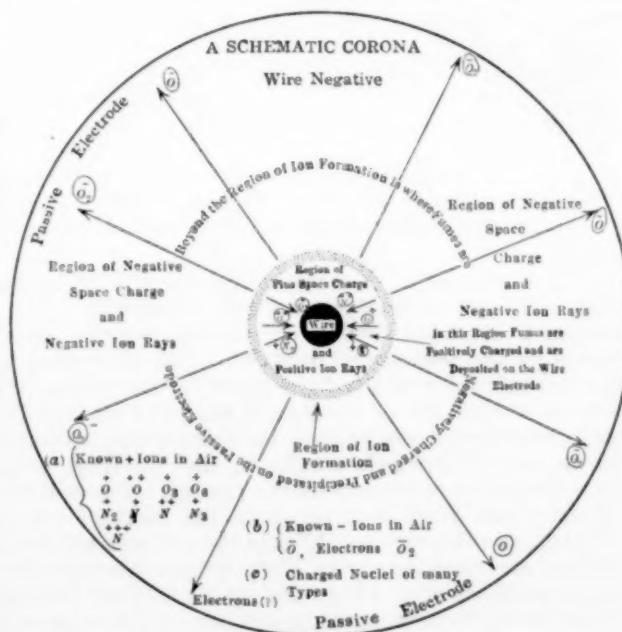 A SCHEMATIC CORONA
Wire Negative
Passive Electrode
Beyond the Region of Ion Formation is where Fumes are
Negatively Charged and Precipitated on the Passive Electrode
Region of Negative
Space Charge
and
Negative Ion Rays
Region of
Plus Space Charge
Wire
and
Positive Ion Rays
Region of Negative
Space
Charge
and
Negative Ion Rays
In this Region Fumes are
Positively Charged and are
Deposited on the Wire
Electrode
Region of Ion
Formation
(a) Known + Ions in Air
(b) Known – Ions in Air
Ō, Electrons Ō₂
(c) Charged Nuclei of many
Types
Electrons(?)
Passive Electrode